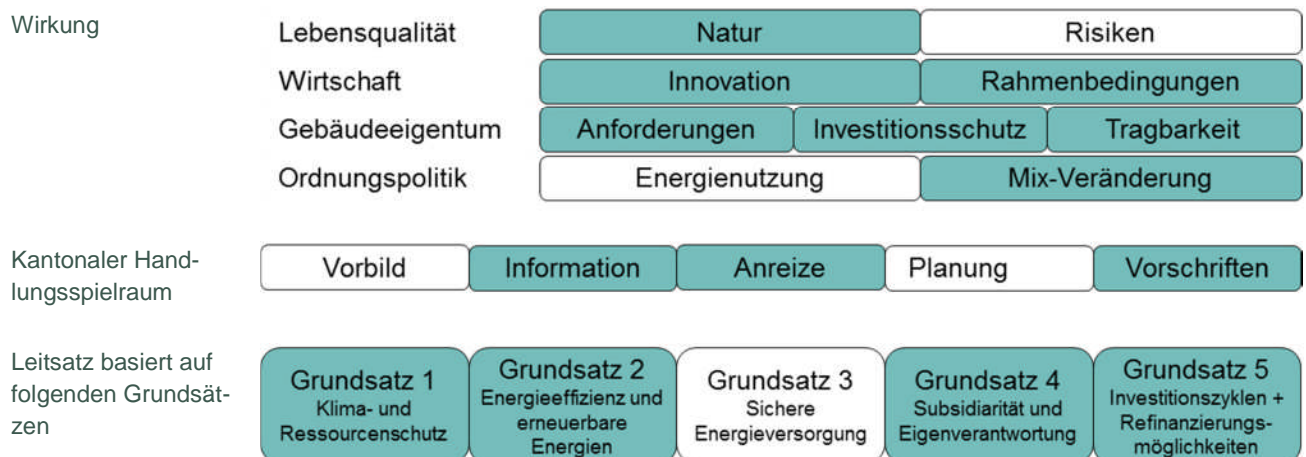 Wirkung
Lebensqualität Natur Risiken
Wirtschaft Innovation Rahmenbedingungen
Gebäudeeigentum Anforderungen Investitionsschutz Tragbarkeit
Ordnungspolitik Energienutzung Mix-Veränderung
Kantonaler Hand-
lungsspielraum
Vorbild Information Anreize Planung Vorschriften
Leitsatz basiert auf
folgenden Grundsät-
zen
Grundsatz 1
Klima- und
Ressourcenschutz
Grundsatz 2
Energieeffizienz und
erneuerbare
Energien
Grundsatz 3
Sichere
Energieversorgung
Grundsatz 4
Subsidiarität und
Eigenverantwortung
Grundsatz 5
Investitionszyklen +
Refinanzierungs-
möglichkeiten